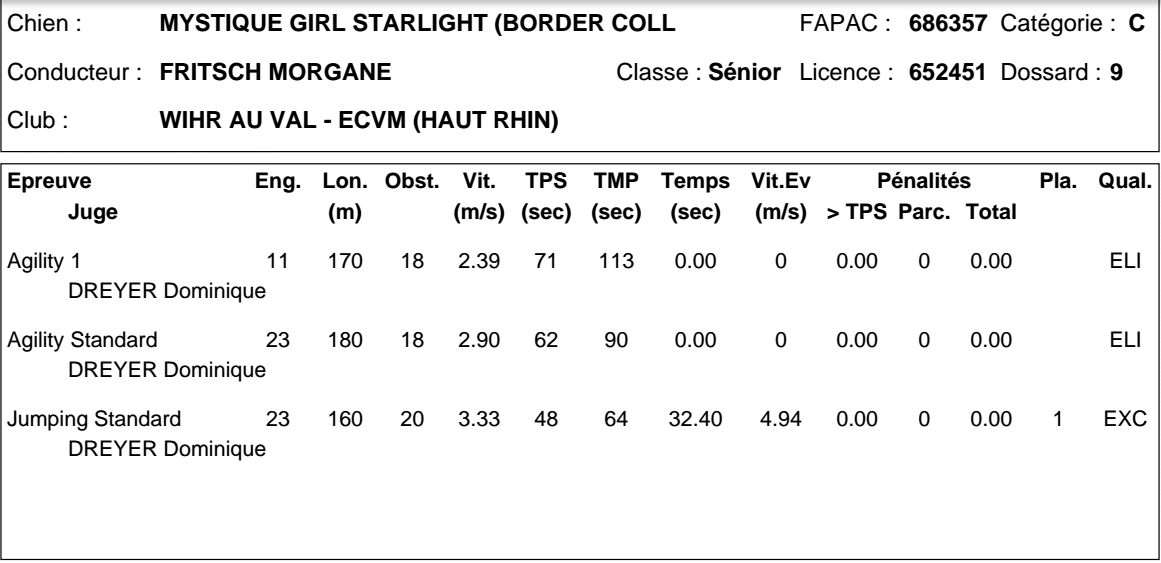 Chien : MYSTIQUE GIRL STARLIGHT (BORDER COLL FAPAC : 686357 Catégorie : C
Conducteur : FRITSCH MORGANE Classe : Sénior Licence : 652451 Dossard : 9
Club : WIHR AU VAL - ECVM (HAUT RHIN)
Epreuve Eng. Lon. Obst. Vit. TPS TMP Temps Vit.Ev Pénalités Pla. Qual.
Juge (m) (m/s) (sec) (sec) (sec) (m/s) > TPS Parc. Total
Agility 1 11 170 18 2.39 71 113 0.00 0 0.00 0 0.00 ELI
DREYER Dominique
Agility Standard 23 180 18 2.90 62 90 0.00 0 0.00 0 0.00 ELI
DREYER Dominique
Jumping Standard 23 160 20 3.33 48 64 32.40 4.94 0.00 0 0.00 1 EXC
DREYER Dominique